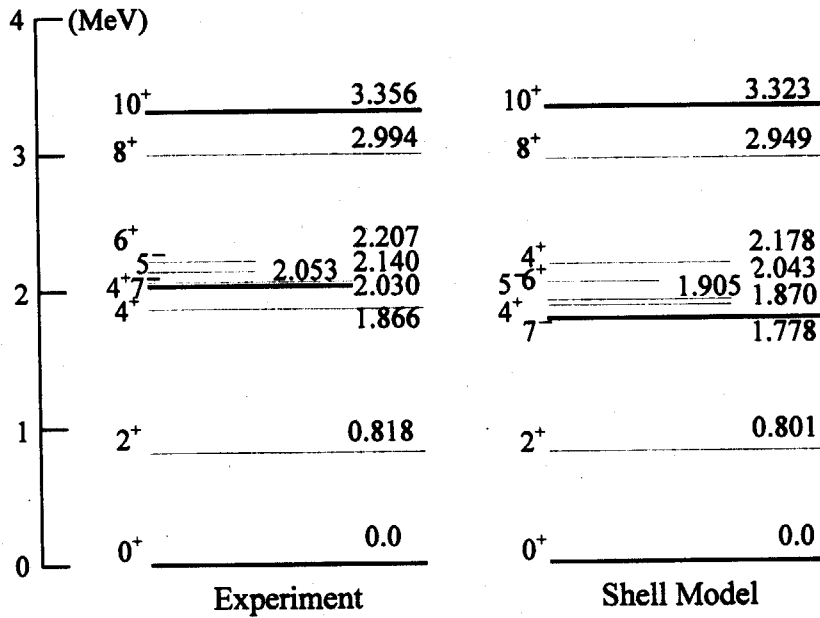 4 (MeV)
10⁺ 3.356 10⁺ 3.323
8⁺ 2.994 8⁺ 2.949
3
6⁺ 2.207 4⁺ 2.178
5⁻ 2.140 5⁻6⁺ 2.043
2.053 1.905
4⁺7⁻ 2.030 4⁺ 1.870
2
4⁺ 1.866 7⁻ 1.778
1
2⁺ 0.818 2⁺ 0.801
0⁺ 0.0 0⁺ 0.0
0
Experiment Shell Model